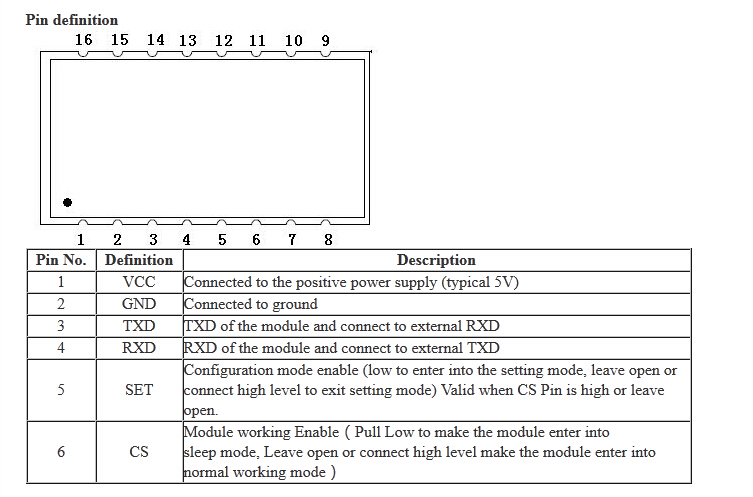 Pin definition
16 15 14 13 12 11 10 9
1 2 3 4 5 6 7 8
Pin No. Definition Description
1 VCC Connected to the positive power supply (typical 5V)
2 GND Connected to ground
3 TXD TXD of the module and connect to external RXD
4 RXD RXD of the module and connect to external TXD
5 SET Configuration mode enable (low to enter into the setting mode, leave open or
connect high level to exit setting mode) Valid when CS Pin is high or leave
open.
6 CS Module working Enable ( Pull Low to make the module enter into
sleep mode, Leave open or connect high level make the module enter into
normal working mode )